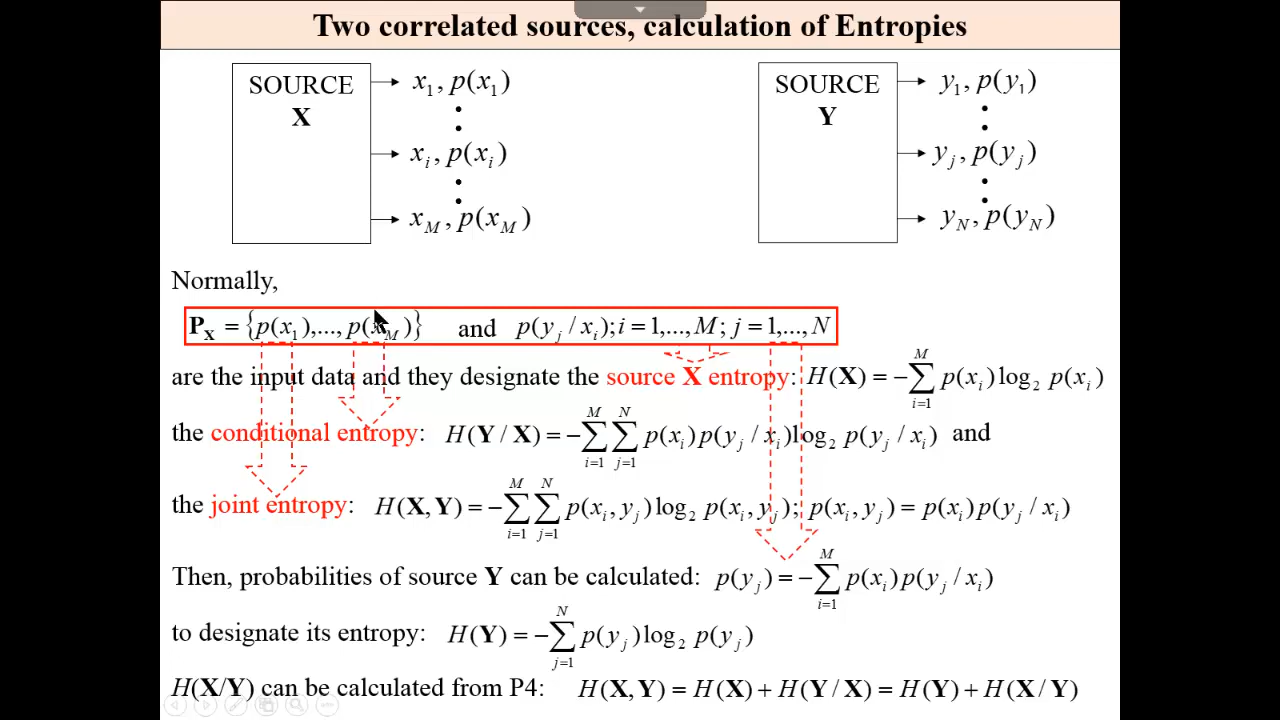 Two correlated sources, calculation of Entropies
SOURCE X
x_1, p(x_1)
x_i, p(x_i)
x_M, p(x_M)
SOURCE Y
y_1, p(y_1)
y_j, p(y_j)
y_N, p(y_N)
Normally,
P_X = {p(x_1),..., p(x_M)} and p(y_j / x_i); i = 1,..., M; j = 1,..., N
are the input data and they designate the source X entropy: H(X) = −∑_{i=1}^{M} p(x_i) log_2 p(x_i)
the conditional entropy: H(Y / X) = −∑_{i=1}^{M} ∑_{j=1}^{N} p(x_i) p(y_j / x_i) log_2 p(y_j / x_i) and
the joint entropy: H(X, Y) = −∑_{i=1}^{M} ∑_{j=1}^{N} p(x_i, y_j) log_2 p(x_i, y_j); p(x_i, y_j) = p(x_i) p(y_j / x_i)
Then, probabilities of source Y can be calculated: p(y_j) = −∑_{i=1}^{M} p(x_i) p(y_j / x_i)
to designate its entropy: H(Y) = −∑_{j=1}^{N} p(y_j) log_2 p(y_j)
H(X/Y) can be calculated from P4: H(X, Y) = H(X) + H(Y / X) = H(Y) + H(X / Y)